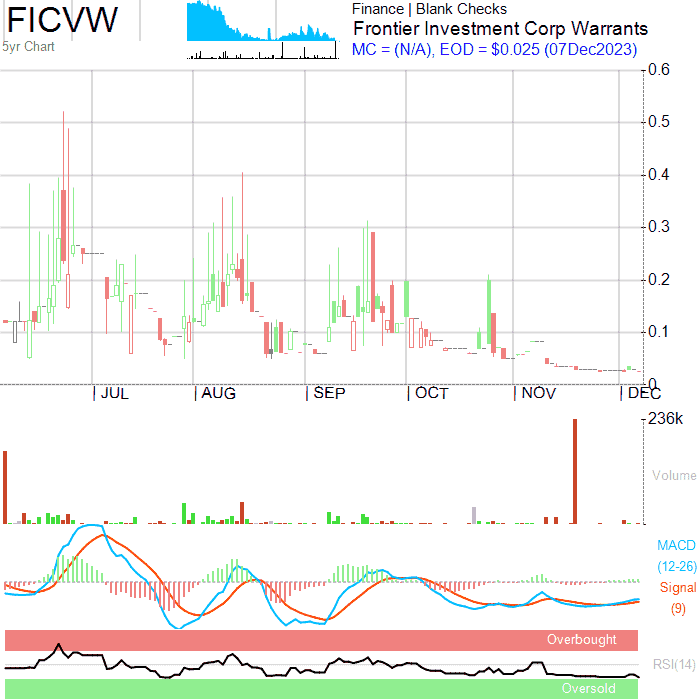 FICVW
5yr Chart
Finance | Blank Checks
Frontier Investment Corp Warrants
MC = (N/A), EOD = $0.025 (07Dec2023)
0.6
0.5
0.4
0.3
0.2
0.1
0
JUL AUG SEP OCT NOV DEC
236k
Volume
MACD
(12-26)
Signal
(9)
Overbought
RSI(14)
Oversold